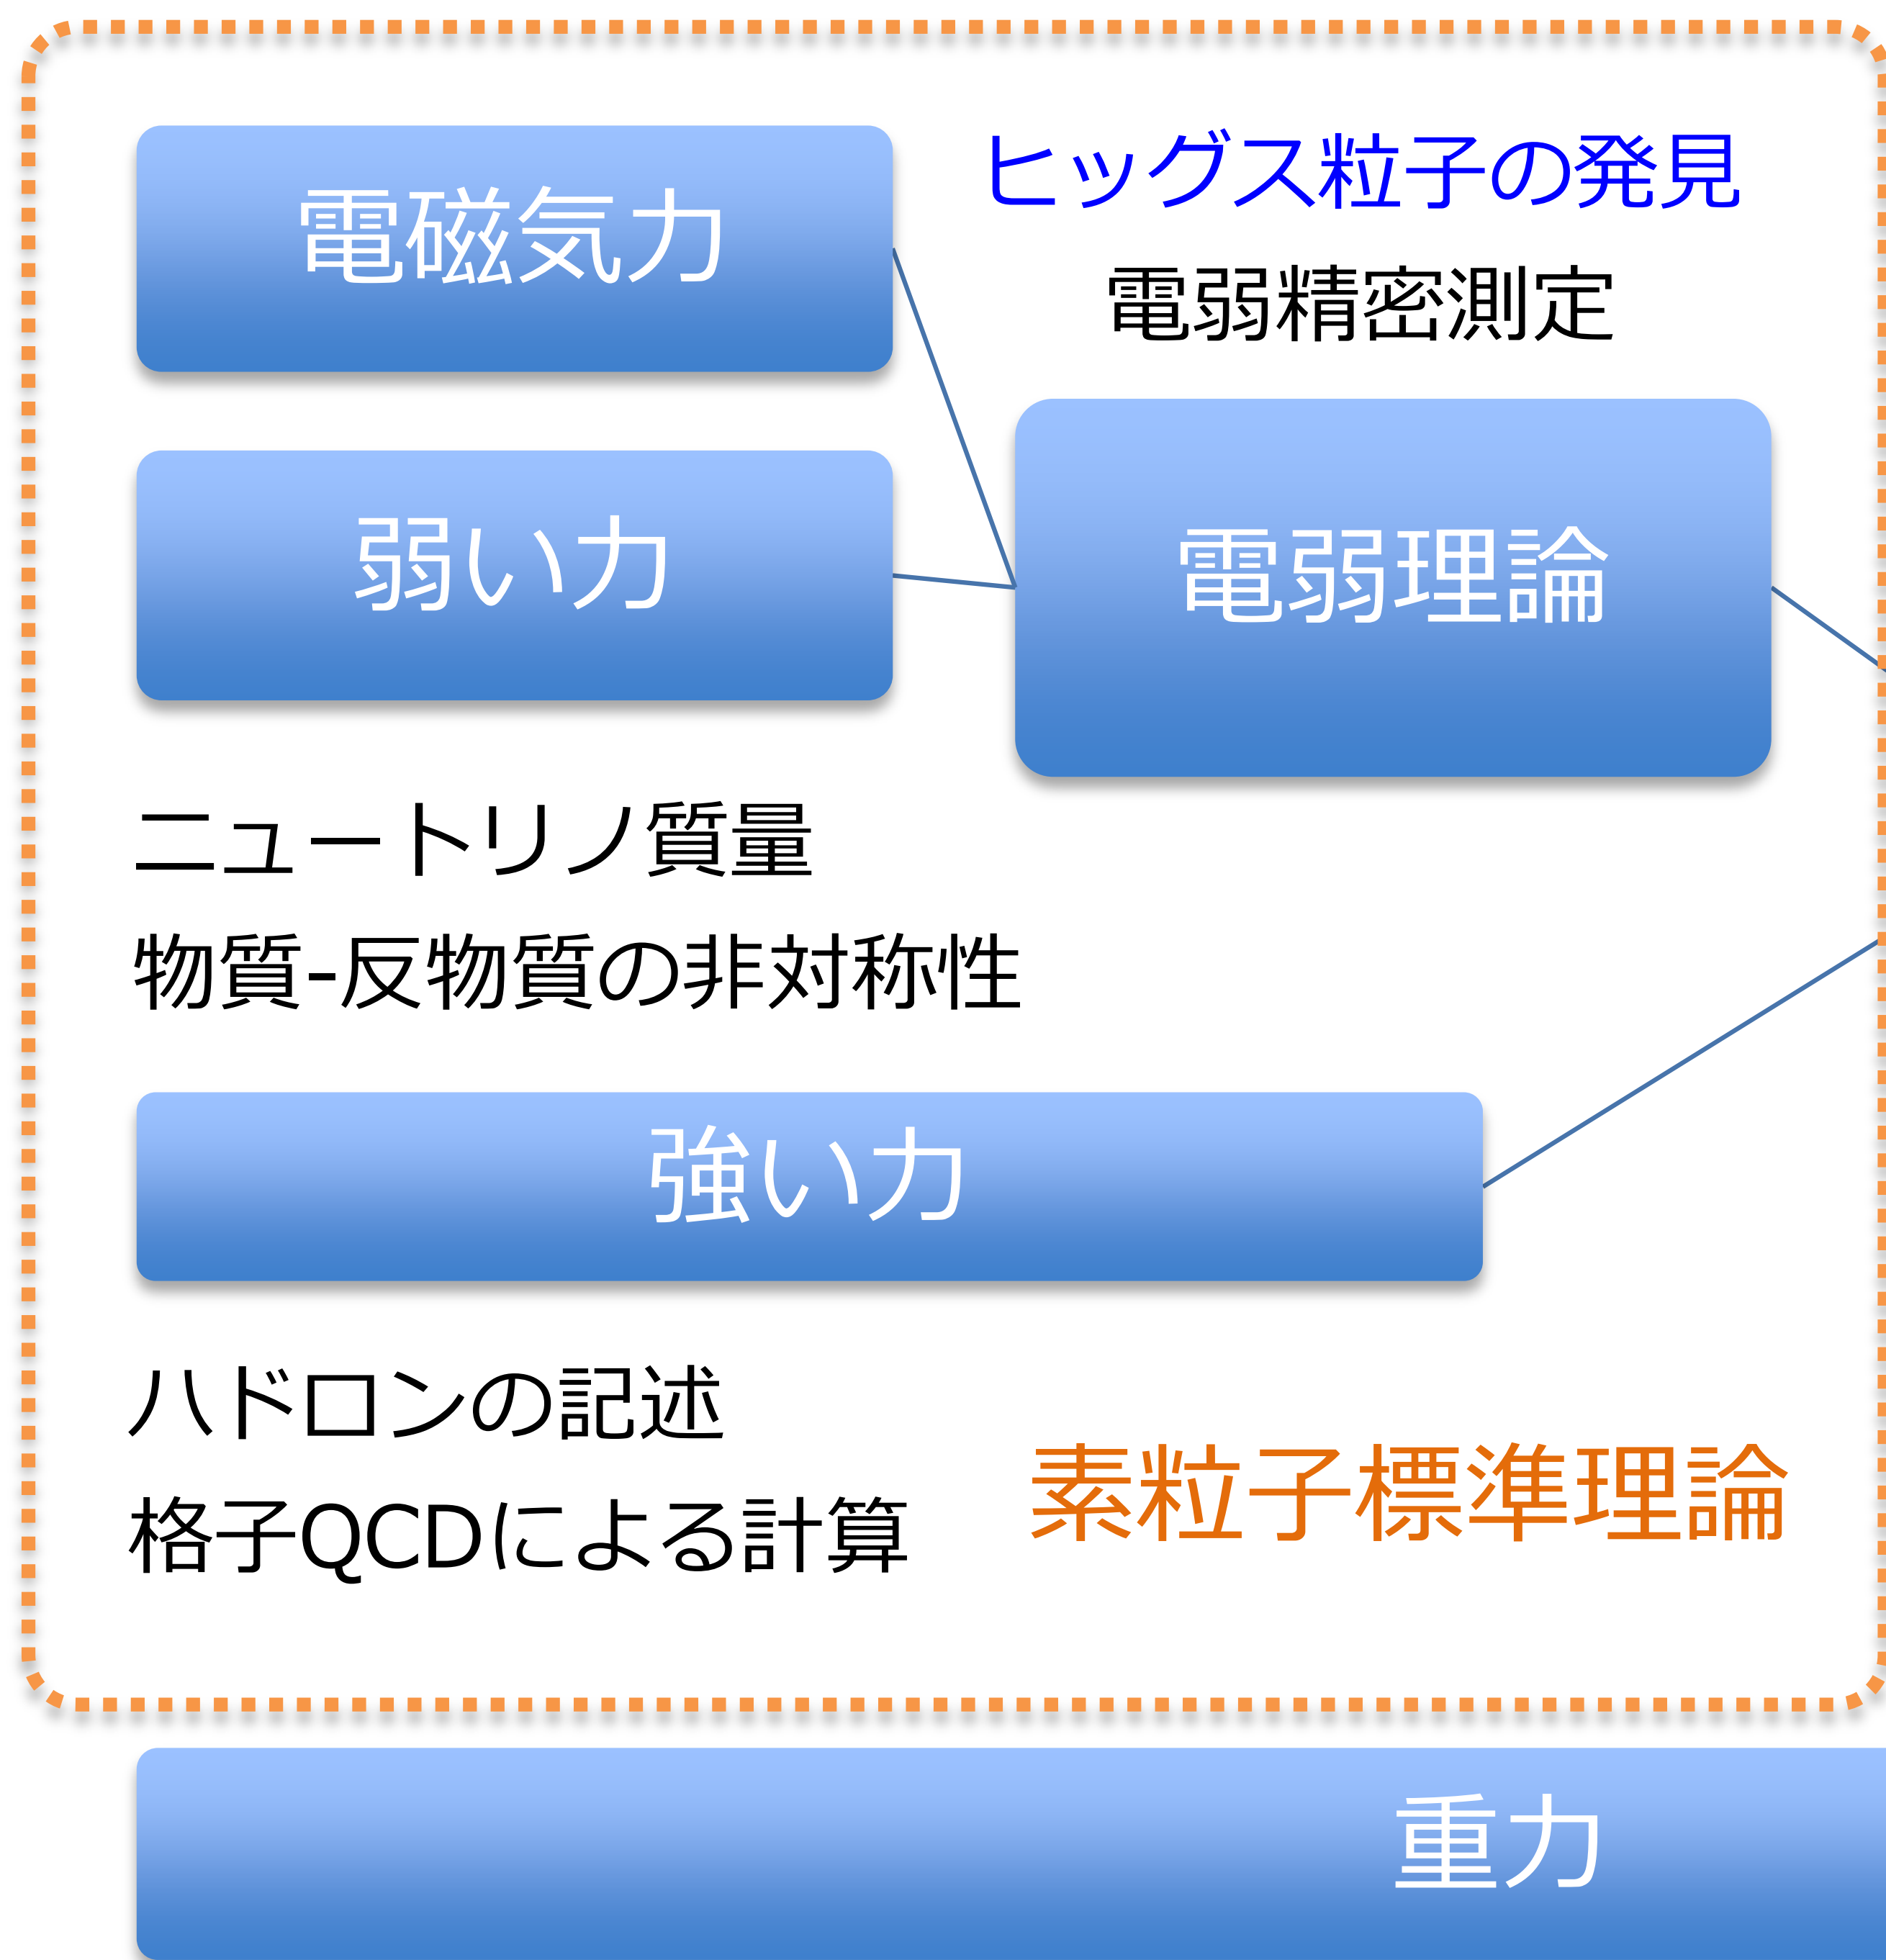 電磁気力
ヒッグス粒子の発見
電弱精密測定
弱い力
電弱理論
ニュートリノ質量
物質-反物質の非対称性
強い力
ハドロンの記述
格子QCDによる計算
素粒子標準理論
重力